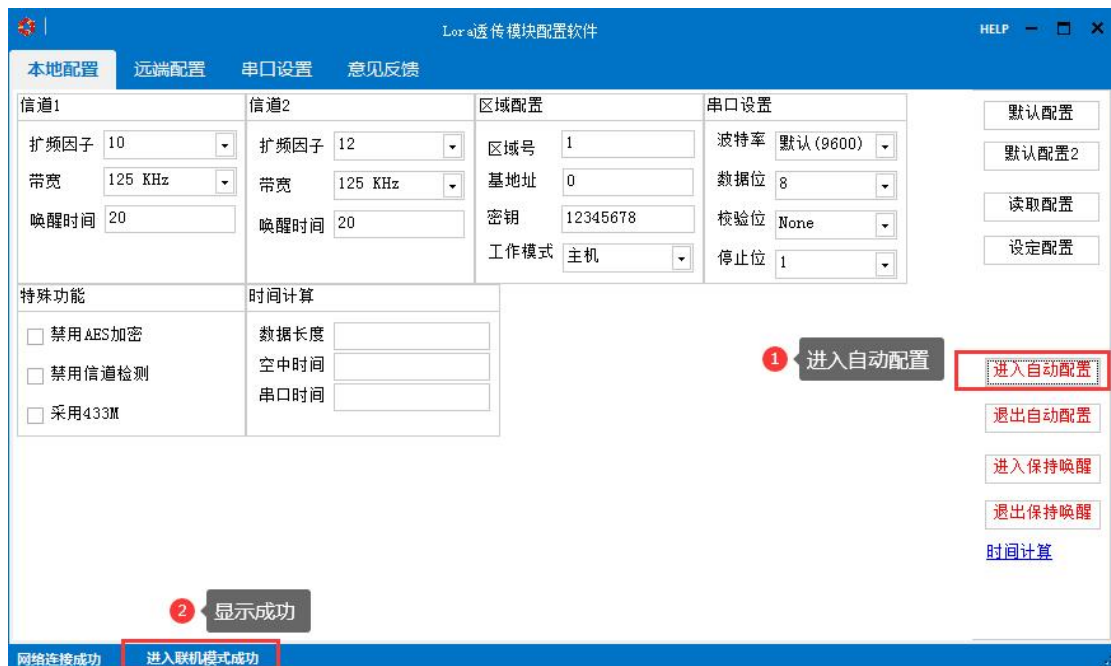 Lora透传模块配置软件
HELP
本地配置 远端配置 串口设置 意见反馈
信道1 信道2 区域配置 串口设置
扩频因子 10 扩频因子 12 区域号 1 波特率 默认(9600)
带宽 125 KHz 带宽 125 KHz 基地址 0 数据位 8
唤醒时间 20 唤醒时间 20 密钥 12345678 校验位 None
工作模式 主机 停止位 1
默认配置
默认配置2
读取配置
设定配置
特殊功能 时间计算
禁用AES加密 数据长度
禁用信道检测 空中时间
采用433M 串口时间
1 进入自动配置
进入自动配置
退出自动配置
进入保持唤醒
退出保持唤醒
时间计算
2 显示成功
网络连接成功 进入联机模式成功